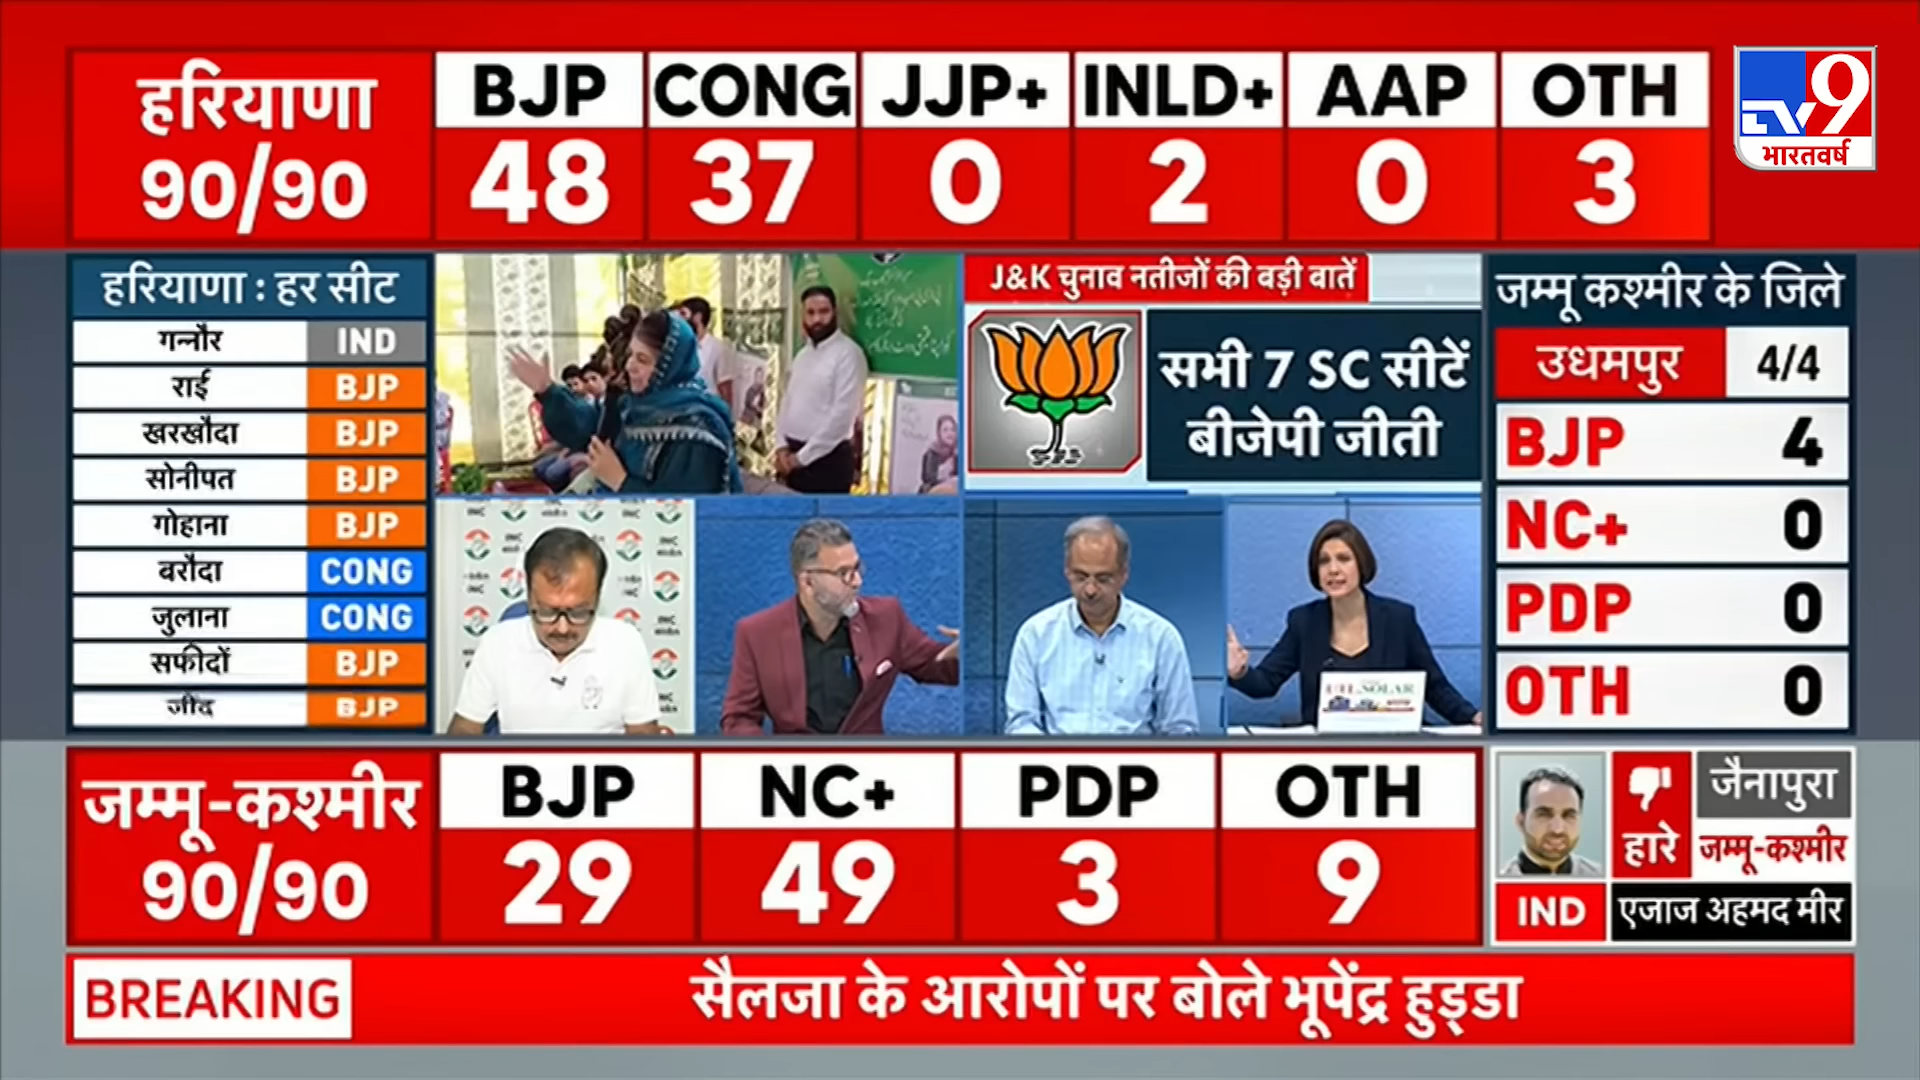 हरियाणा
90/90
BJP
48
CONG
37
JJP+
0
INLD+
2
AAP
0
OTH
3
TV9
भारतवर्ष
हरियाणा : हर सीट
गन्नौर IND
राई BJP
खरखौदा BJP
सोनीपत BJP
गोहाना BJP
बरौदा CONG
जुलाना CONG
सफीदों BJP
जींद BJP
J&K चुनाव नतीजों की बड़ी बातें
सभी 7 SC सीटें
बीजेपी जीती
INC
UTL SOLAR
जम्मू कश्मीर के जिले
उधमपुर 4/4
BJP 4
NC+ 0
PDP 0
OTH 0
जम्मू-कश्मीर
90/90
BJP
29
NC+
49
PDP
3
OTH
9
हारे
जैनापुरा
जम्मू-कश्मीर
IND
एजाज अहमद मीर
BREAKING
सैलजा के आरोपों पर बोले भूपेंद्र हुड्डा